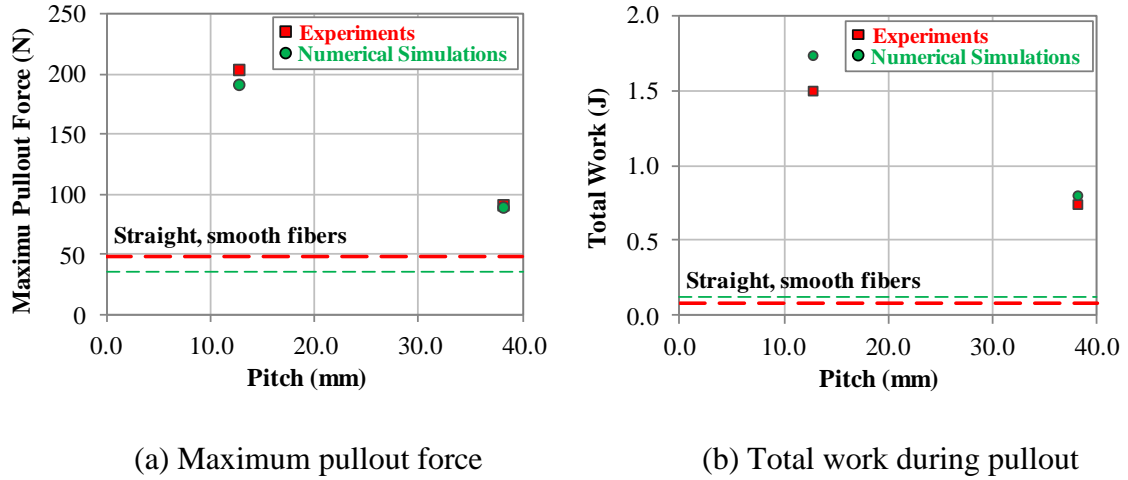 Maximu Pullout Force (N)
250
200
150
100
50
0
Experiments
Numerical Simulations
Straight, smooth fibers
0.0 10.0 20.0 30.0 40.0
Pitch (mm)
(a) Maximum pullout force
Total Work (J)
2.0
1.5
1.0
0.5
0.0
Experiments
Numerical Simulations
Straight, smooth fibers
0.0 10.0 20.0 30.0 40.0
Pitch (mm)
(b) Total work during pullout